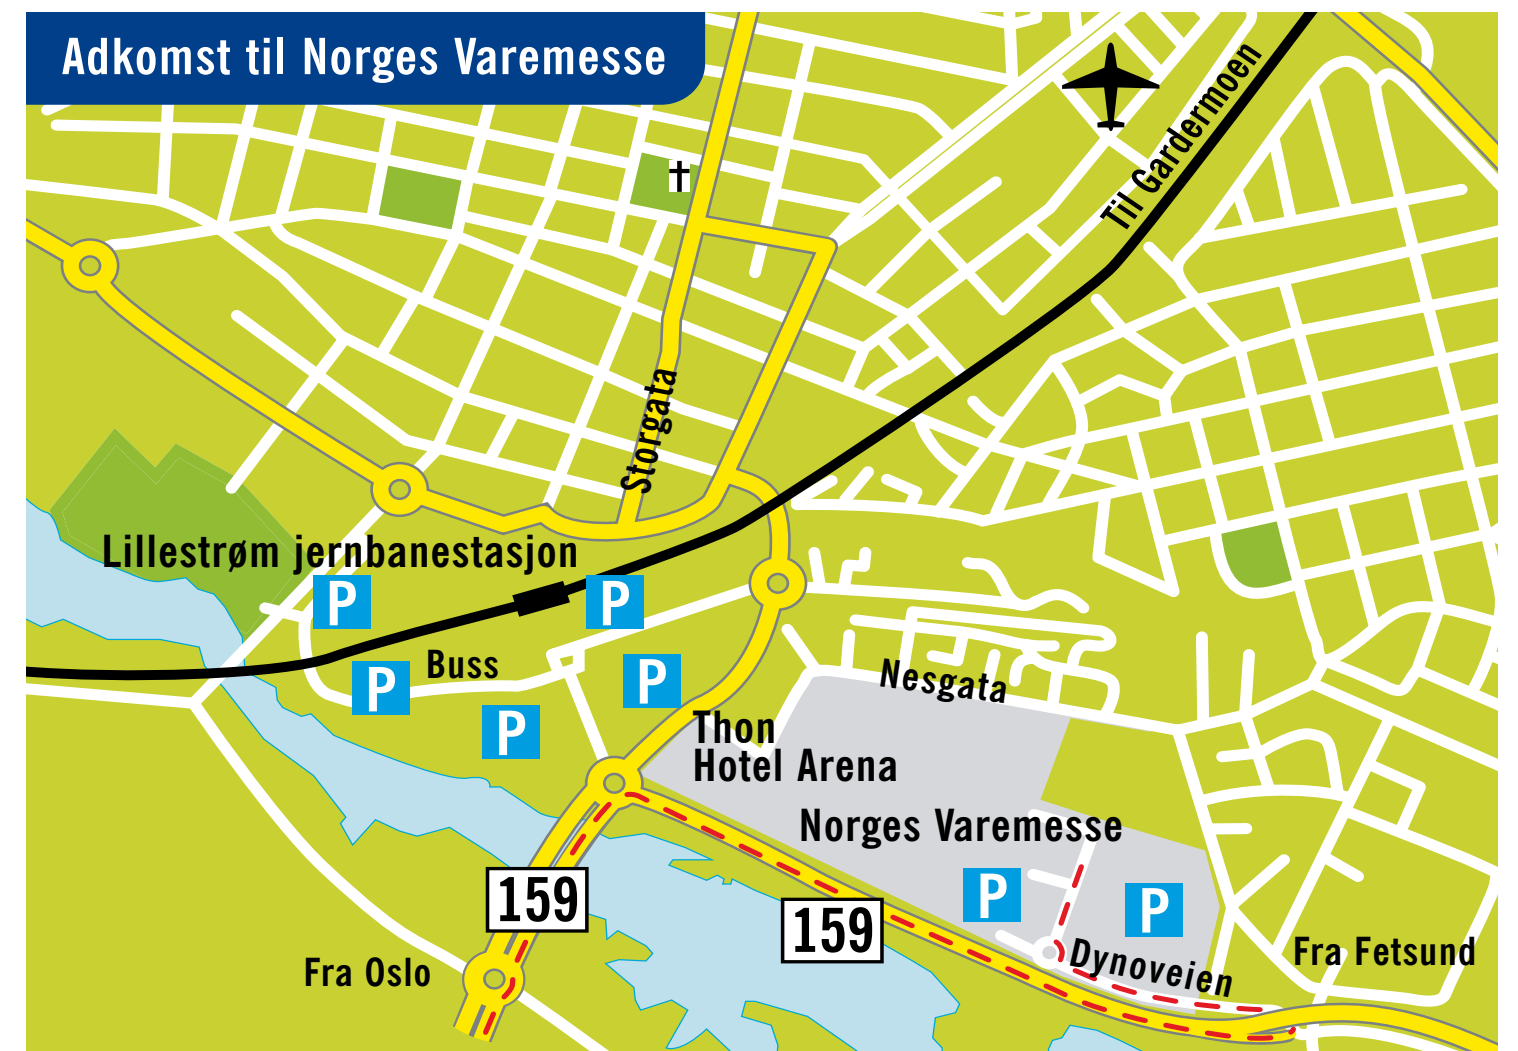 Adkomst til Norges Varemesse
Til Gardermoen
Storgata
Lillestrøm jernbanestasjon
P
P
Buss
P
P
P
Nesgata
Thon
Hotel Arena
Norges Varemesse
P
P
159
159
Dynoveien
Fra Oslo
Fra Fetsund